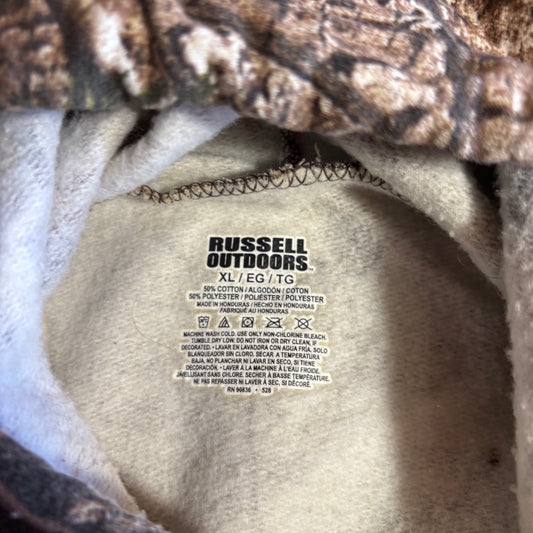 RUSSELL
OUTDOORS™
XL / EG / TG
50% COTTON / ALGODÓN / COTON
50% POLYESTER / POLIÉSTER / POLYESTER
MADE IN HONDURAS / HECHO EN HONDURAS
FABRIQUÉ AU HONDURAS
MACHINE WASH COLD. USE ONLY NON-CHLORINE BLEACH.
TUMBLE DRY LOW. DO NOT IRON OR DRY CLEAN, IF
DECORATED. • LAVAR EN LAVADORA CON AGUA FRÍA, SOLO
BLANQUEADOR SIN CLORO. SECAR A TEMPERATURA
BAJA, NO PLANCHAR NI LAVAR EN SECO, SI TIENE
DECORACIÓN. • LAVER À LA MACHINE À L'EAU FROIDE.
JAVELLISANT SANS CHLORE. SÉCHER À BASSE TEMPÉRATURE.
NE PAS REPASSER NI LAVER À SEC, SI DÉCORÉ.
RN 90836 • 528